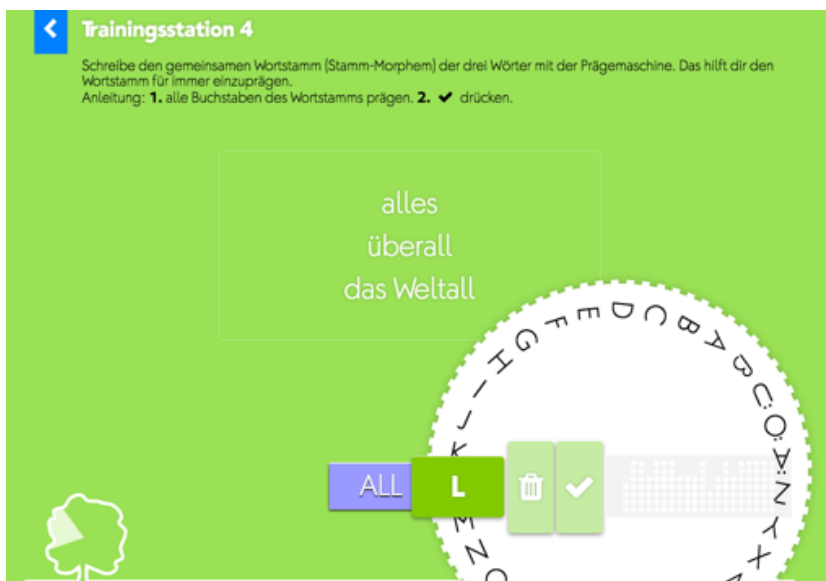 Trainingsstation 4
Schreibe den gemeinsamen Wortstamm (Stamm-Morphem) der drei Wörter mit der Prägemaschine. Das hilft dir den
Wortstamm für immer einzuprägen.
Anleitung: 1. alle Buchstaben des Wortstamms prägen. 2. ✔ drücken.
alles
überall
das Weltall
A B C D E F G H I J K
M N O
B Ü Ö Ä Z Y X
ALL L